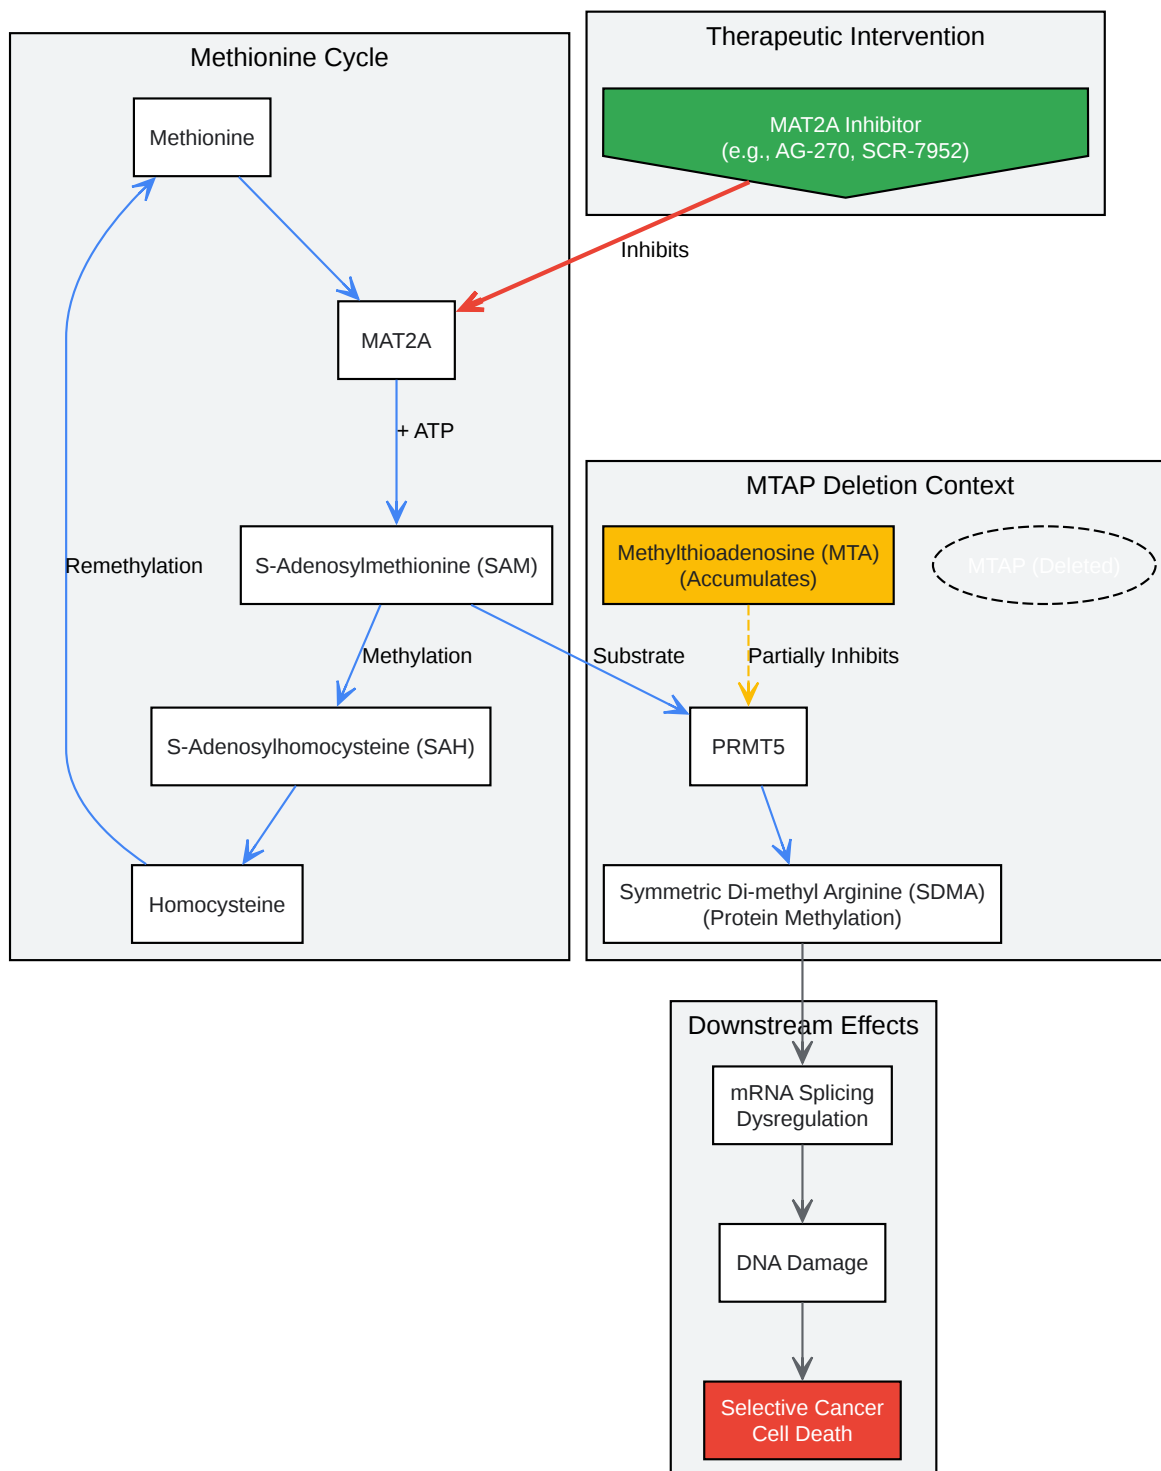 Methionine Cycle
Methionine
MAT2A
+ ATP
S-Adenosylmethionine (SAM)
Remethylation
Methylation
S-Adenosylhomocysteine (SAH)
Homocysteine
Therapeutic Intervention
MAT2A Inhibitor
(e.g., AG-270, SCR-7952)
Inhibits
MTAP Deletion Context
Methylthioadenosine (MTA)
(Accumulates)
MTAP (Deleted)
Substrate
Partially Inhibits
PRMT5
Symmetric Di-methyl Arginine (SDMA)
(Protein Methylation)
Downstream Effects
mRNA Splicing
Dysregulation
DNA Damage
Selective Cancer
Cell Death